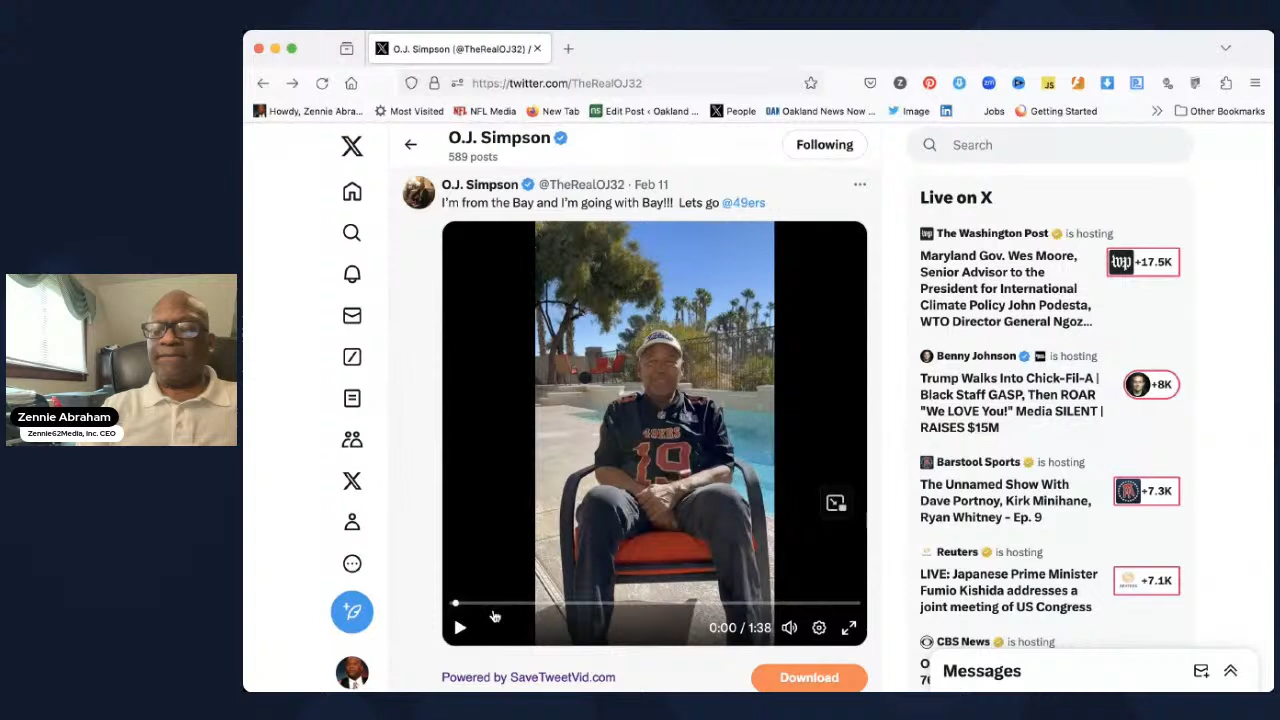 O.J. Simpson (@TheRealOJ32) /
https://twitter.com/TheRealOJ32
Howdy, Zennie Abra...
Most Visited
NFL NFL Media
New Tab
ns Edit Post ‹ Oakland ...
X People
Oakland News Now ...
Image
Jobs
Getting Started
Other Bookmarks
JS
O.J. Simpson
589 posts
Following
Search
O.J. Simpson @TheRealOJ32 · Feb 11
I'm from the Bay and I'm going with Bay!!! Lets go @49ers
49ERS
19
0:00 / 1:38
Powered by SaveTweetVid.com
Download
Live on X
wp The Washington Post is hosting
Maryland Gov. Wes Moore,
Senior Advisor to the
President for International
Climate Policy John Podesta,
WTO Director General Ngoz...
wp +17.5K
Benny Johnson is hosting
Trump Walks Into Chick-Fil-A |
Black Staff GASP, Then ROAR
"We LOVE You!" Media SILENT |
RAISES $15M
+8K
Barstool Sports is hosting
The Unnamed Show With
Dave Portnoy, Kirk Minihane,
Ryan Whitney - Ep. 9
+7.3K
Reuters is hosting
LIVE: Japanese Prime Minister
Fumio Kishida addresses a
joint meeting of US Congress
+7.1K
CBS News is hosting
Messages
Zennie Abraham
Zennie62Media, Inc. CEO